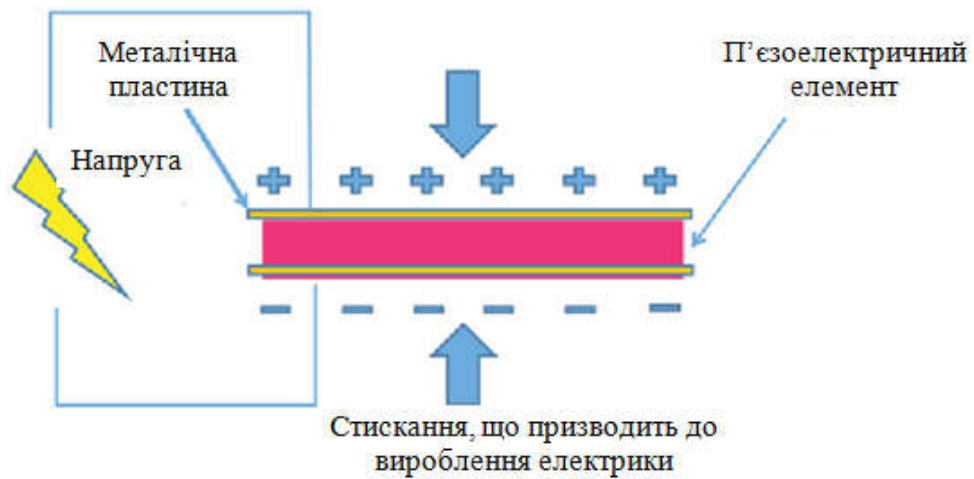 Металічна
пластина
П’єзоелектричний
елемент
Напруга
Стискання, що призводить до
вироблення електрики